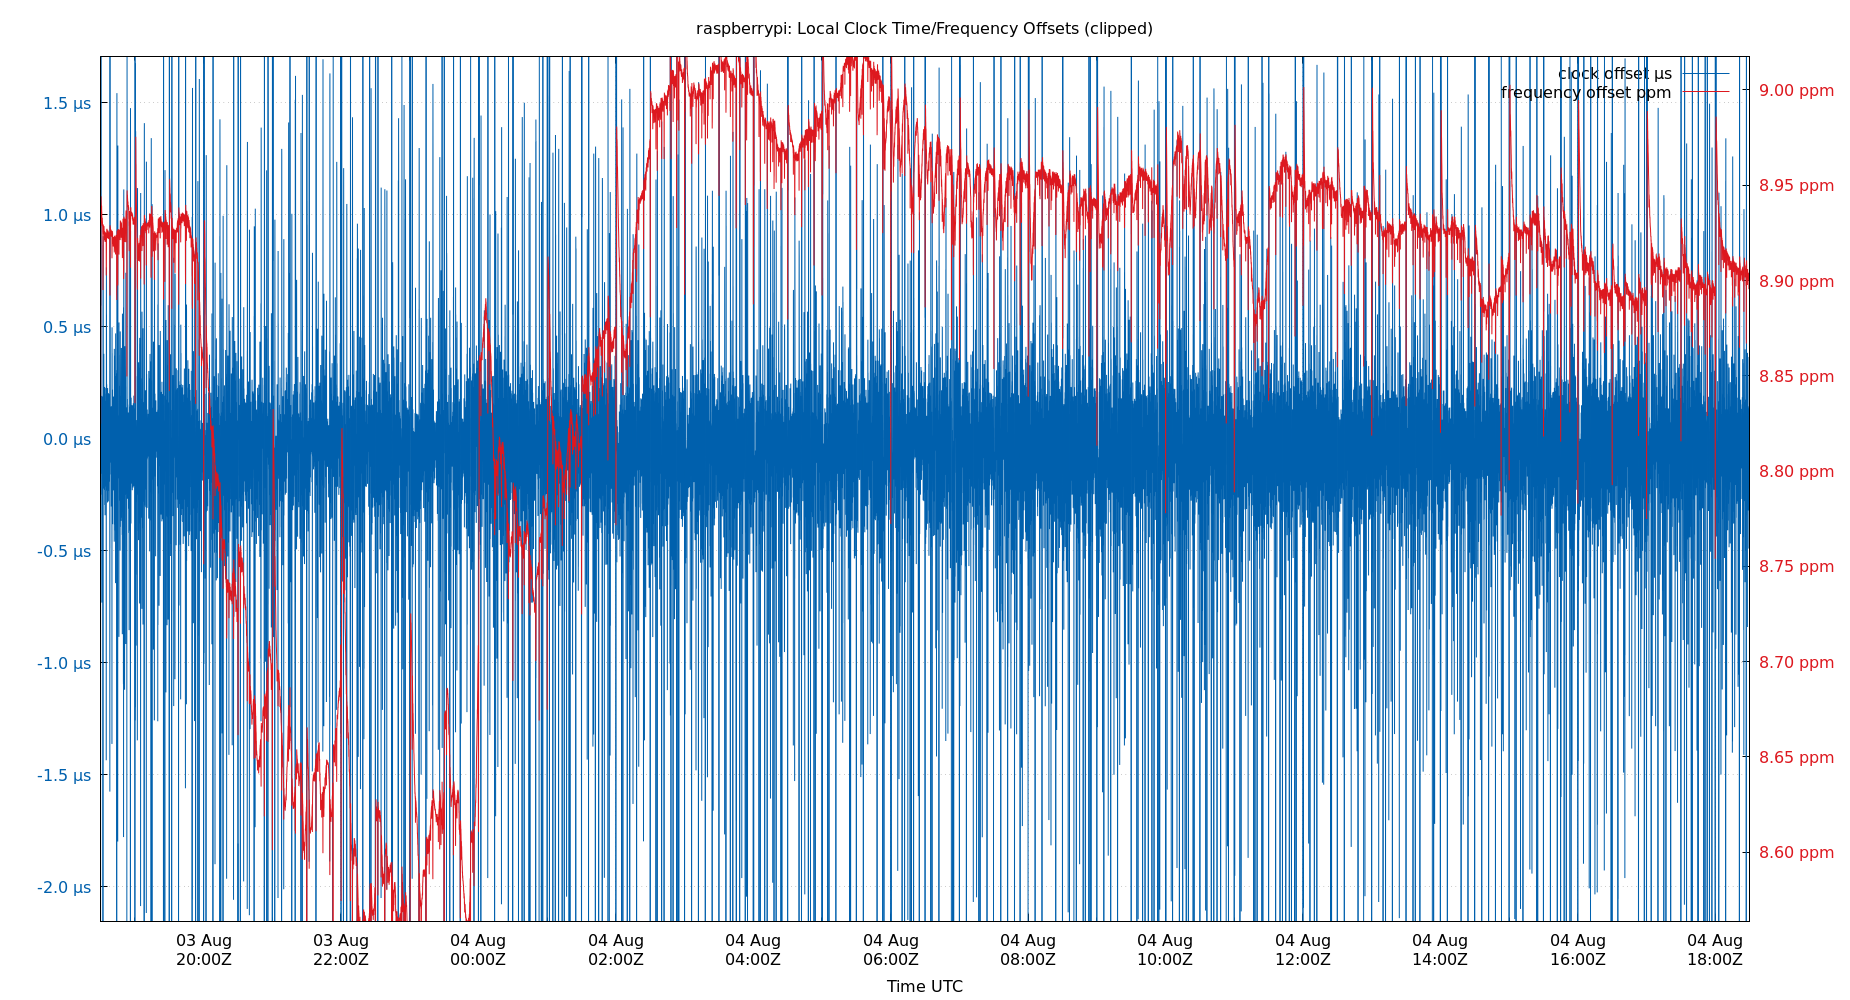 raspberrypi: Local Clock Time/Frequency Offsets (clipped)
clock offset µs
frequency offset ppm
1.5 µs
1.0 µs
0.5 µs
0.0 µs
-0.5 µs
-1.0 µs
-1.5 µs
-2.0 µs
9.00 ppm
8.95 ppm
8.90 ppm
8.85 ppm
8.80 ppm
8.75 ppm
8.70 ppm
8.65 ppm
8.60 ppm
03 Aug 03 Aug 04 Aug 04 Aug 04 Aug 04 Aug 04 Aug 04 Aug 04 Aug 04 Aug 04 Aug 04 Aug
20:00Z 22:00Z 00:00Z 02:00Z 04:00Z 06:00Z 08:00Z 10:00Z 12:00Z 14:00Z 16:00Z 18:00Z
Time UTC